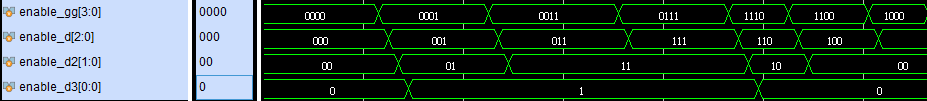 enable_gg[3:0] 0000 0000 0001 0011 0111 1110 1100 1000
enable_d[2:0] 000 000 001 011 111 110 100
enable_d2[1:0] 00 00 01 11 10 00
enable_d3[0:0] 0 0 1 0